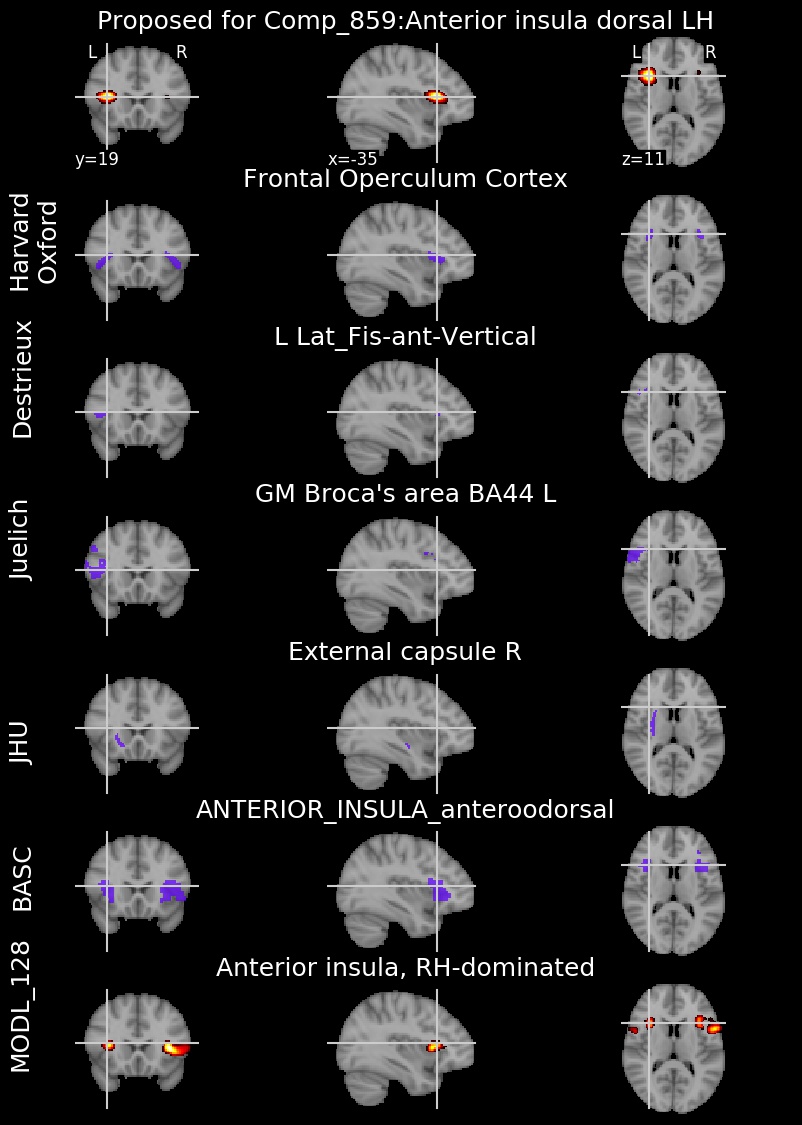 Proposed for Comp_859:Anterior insula dorsal LH
L R
L R
y=19
x=-35
z=11
Frontal Operculum Cortex
Harvard
Oxford
L Lat_Fis-ant-Vertical
Destrieux
GM Broca's area BA44 L
Juelich
External capsule R
JHU
ANTERIOR_INSULA_anteroodorsal
BASC
Anterior insula, RH-dominated
MODL_128